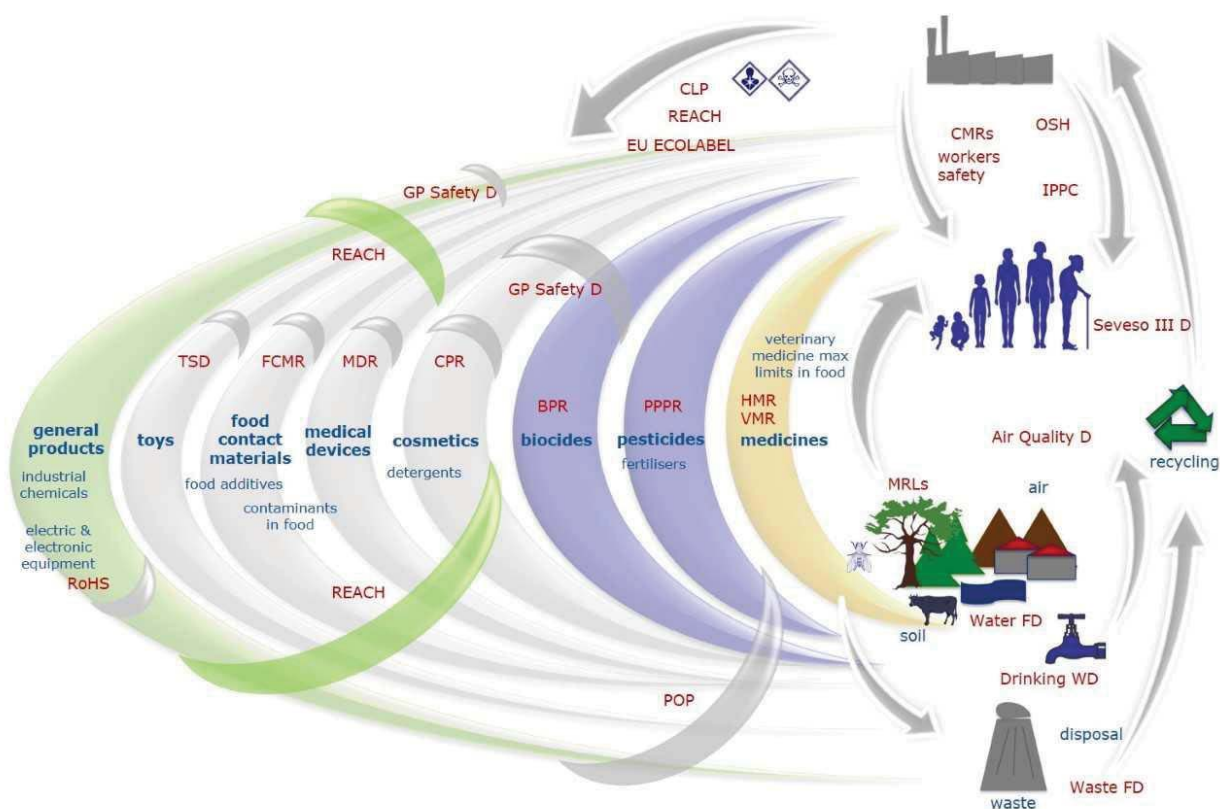 CLP
REACH
EU ECOLABEL
CMRs
workers
safety
OSH
IPPC
GP Safety D
REACH
GP Safety D
Seveso III D
TSD
FCMR
MDR
CPR
veterinary
medicine max
limits in food
BPR
PPPR
HMR
VMR
general
products
toys
food
contact
materials
medical
devices
cosmetics
biocides
pesticides
medicines
industrial
chemicals
food additives
contaminants
in food
detergents
fertilisers
electric &
electronic
equipment
RoHS
REACH
POP
Air Quality D
recycling
MRLs
air
soil
Water FD
Drinking WD
disposal
Waste FD
waste